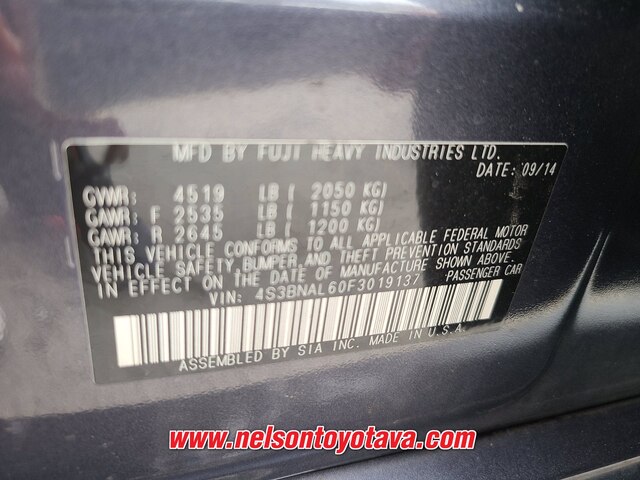 MFD BY FUJI HEAVY INDUSTRIES LTD.
DATE: 09/14
GVWR: 4519 LB ( 2050 KG)
GAWR: F 2535 LB ( 1150 KG)
GAWR: R 2645 LB ( 1200 KG)
THIS VEHICLE CONFORMS TO ALL APPLICABLE FEDERAL MOTOR
VEHICLE SAFETY, BUMPER, AND THEFT PREVENTION STANDARDS
IN EFFECT ON THE DATE OF MANUFACTURE SHOWN ABOVE.
VIN: 4S3BNAL60F3019137 PASSENGER CAR
ASSEMBLED BY SIA INC. MADE IN U.S.A.
www.nelsontoyotava.com